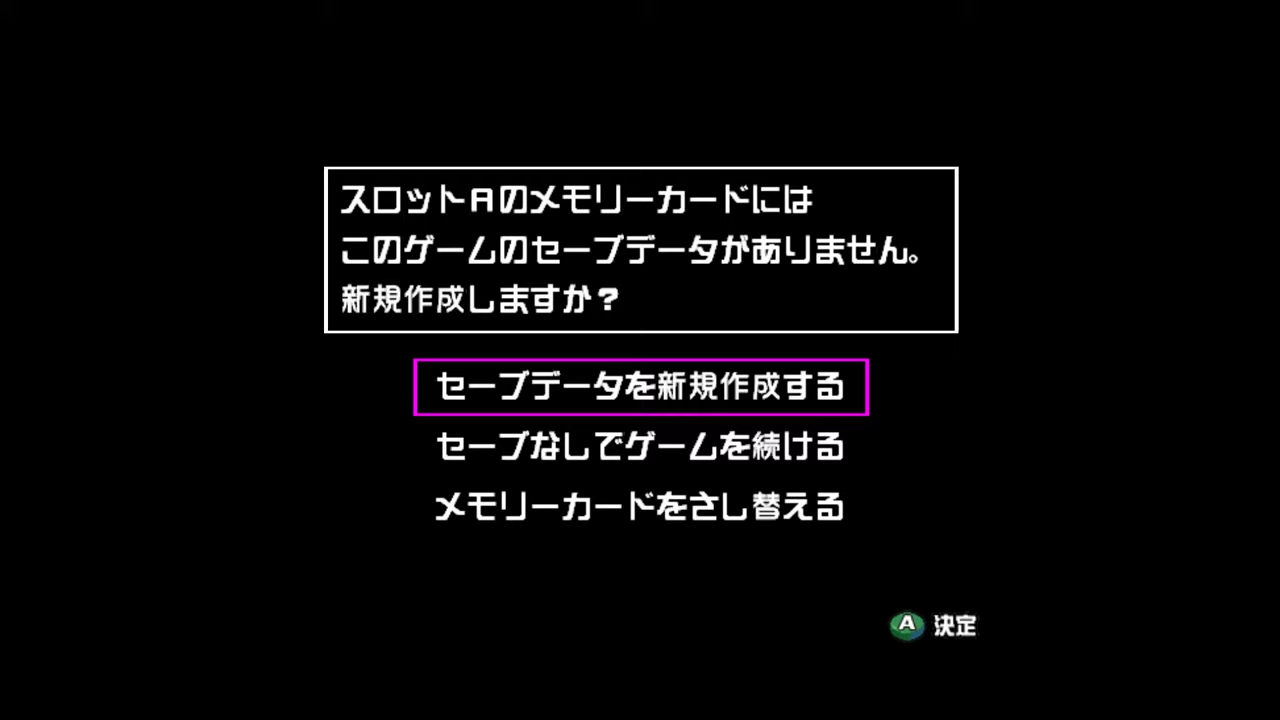 スロットAのメモリーカードには
このゲームのセーブデータがありません。
新規作成しますか?
セーブデータを新規作成する
セーブなしでゲームを続ける
メモリーカードをさし替える
A 決定